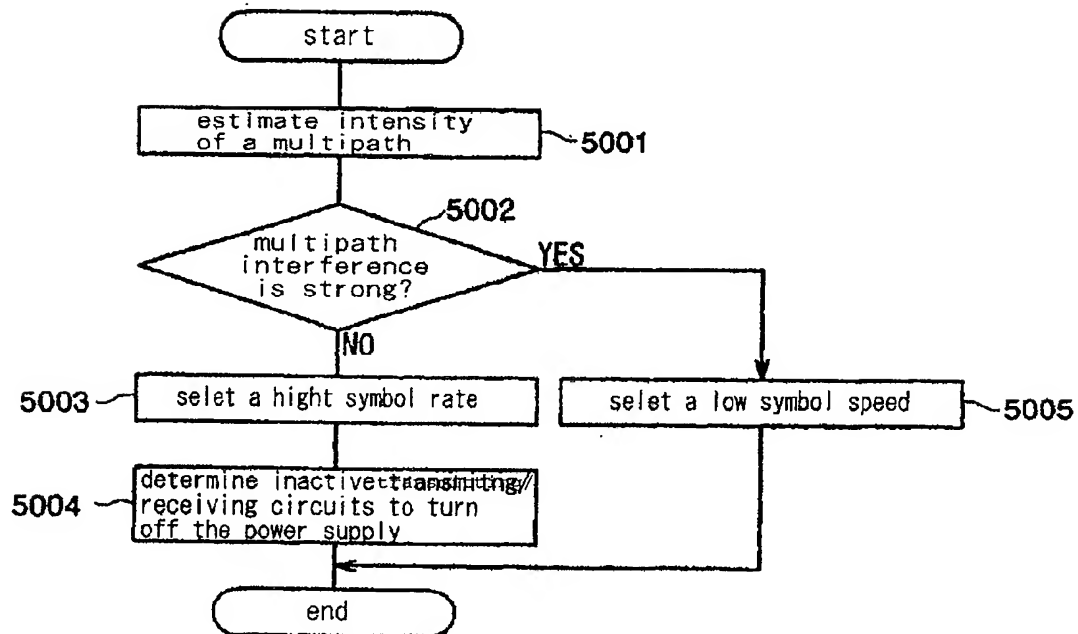 start
estimate intensity
of a multipath
5001
5002
multipath
interference
is strong?
YES
NO
5003
selet a hight symbol rate
selet a low symbol speed
5005
5004
determine inactive
receiving circuits to turn
off the power supply
end